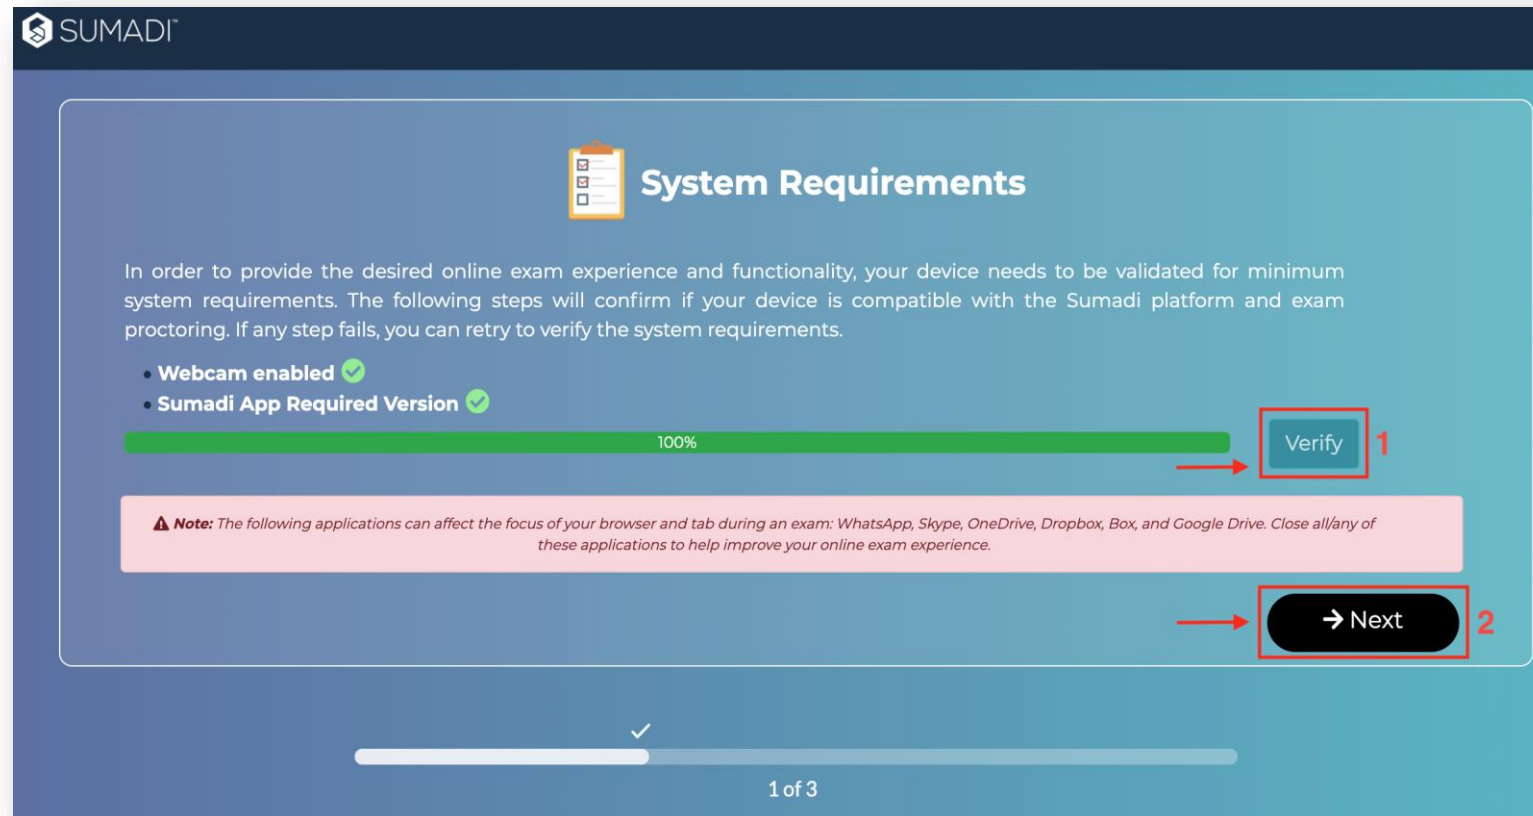 SUMADI™
System Requirements
In order to provide the desired online exam experience and functionality, your device needs to be validated for minimum
system requirements. The following steps will confirm if your device is compatible with the Sumadi platform and exam
proctoring. If any step fails, you can retry to verify the system requirements.
• Webcam enabled
• Sumadi App Required Version
100%
Verify
1
Note: The following applications can affect the focus of your browser and tab during an exam: WhatsApp, Skype, OneDrive, Dropbox, Box, and Google Drive. Close all/any of
these applications to help improve your online exam experience.
→ Next
2
1 of 3